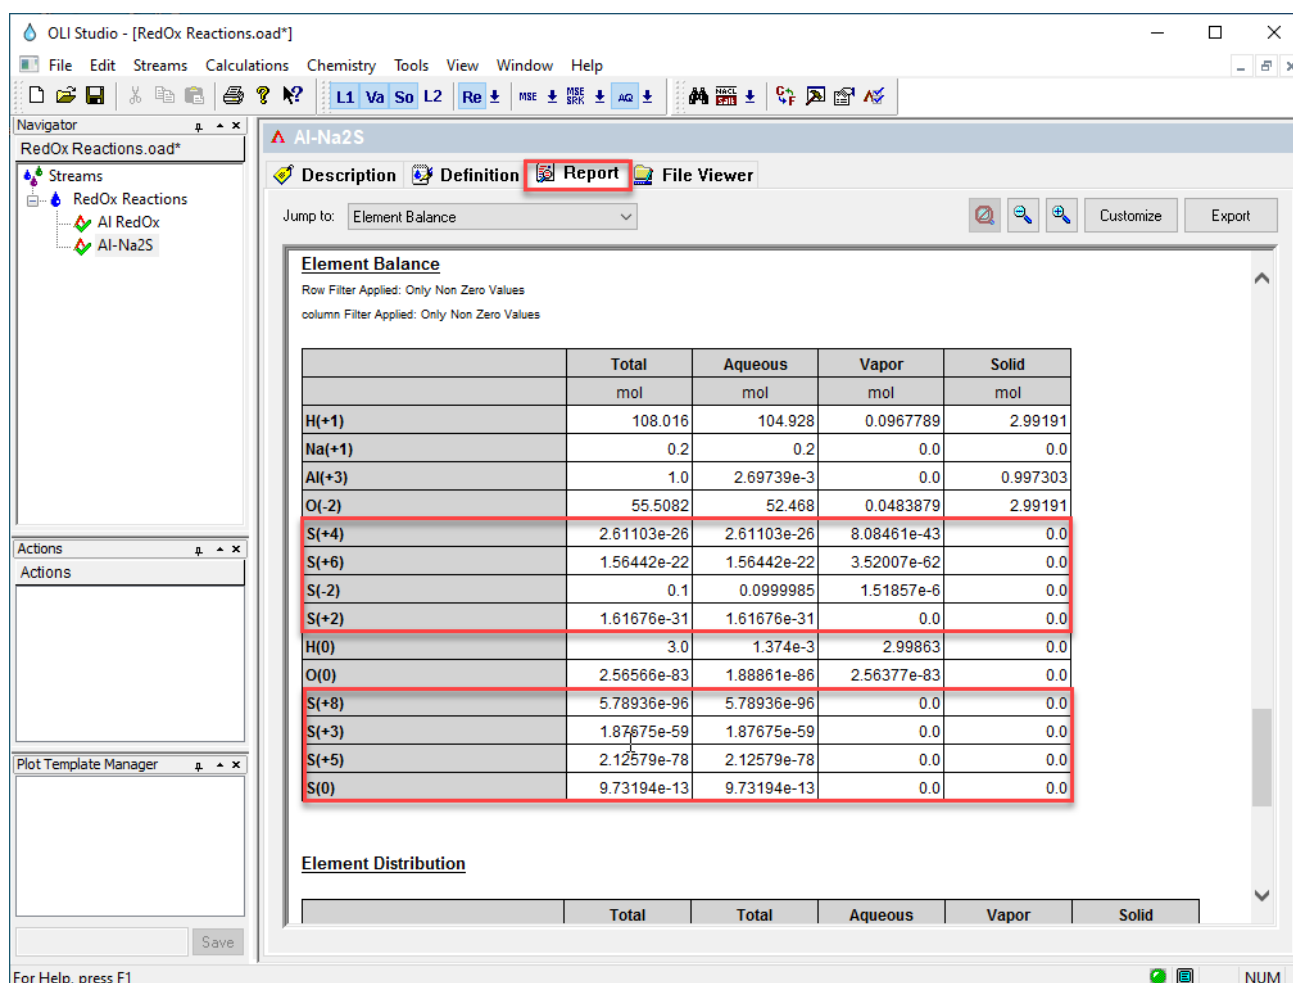 OLI Studio - [RedOx Reactions.oad*]
File Edit Streams Calculations Chemistry Tools View Window Help
L1 Va So L2 Re MSE MSE SRK AQ
Navigator
RedOx Reactions.oad*
Streams
RedOx Reactions
Al RedOx
Al-Na2S
Actions
Actions
Plot Template Manager
Save
Al-Na2S
Description Definition Report File Viewer
Jump to: Element Balance Customize Export
Element Balance
Row Filter Applied: Only Non Zero Values
column Filter Applied: Only Non Zero Values
Total Aqueous Vapor Solid
mol mol mol mol
H(+1) 108.016 104.928 0.0967789 2.99191
Na(+1) 0.2 0.2 0.0 0.0
Al(+3) 1.0 2.69739e-3 0.0 0.997303
O(-2) 55.5082 52.468 0.0483879 2.99191
S(+4) 2.61103e-26 2.61103e-26 8.08461e-43 0.0
S(+6) 1.56442e-22 1.56442e-22 3.52007e-62 0.0
S(-2) 0.1 0.0999985 1.51857e-6 0.0
S(+2) 1.61676e-31 1.61676e-31 0.0 0.0
H(0) 3.0 1.374e-3 2.99863 0.0
O(0) 2.56566e-83 1.88861e-86 2.56377e-83 0.0
S(+8) 5.78936e-96 5.78936e-96 0.0 0.0
S(+3) 1.87675e-59 1.87675e-59 0.0 0.0
S(+5) 2.12579e-78 2.12579e-78 0.0 0.0
S(0) 9.73194e-13 9.73194e-13 0.0 0.0
Element Distribution
Total Total Aqueous Vapor Solid
For Help, press F1 NUM